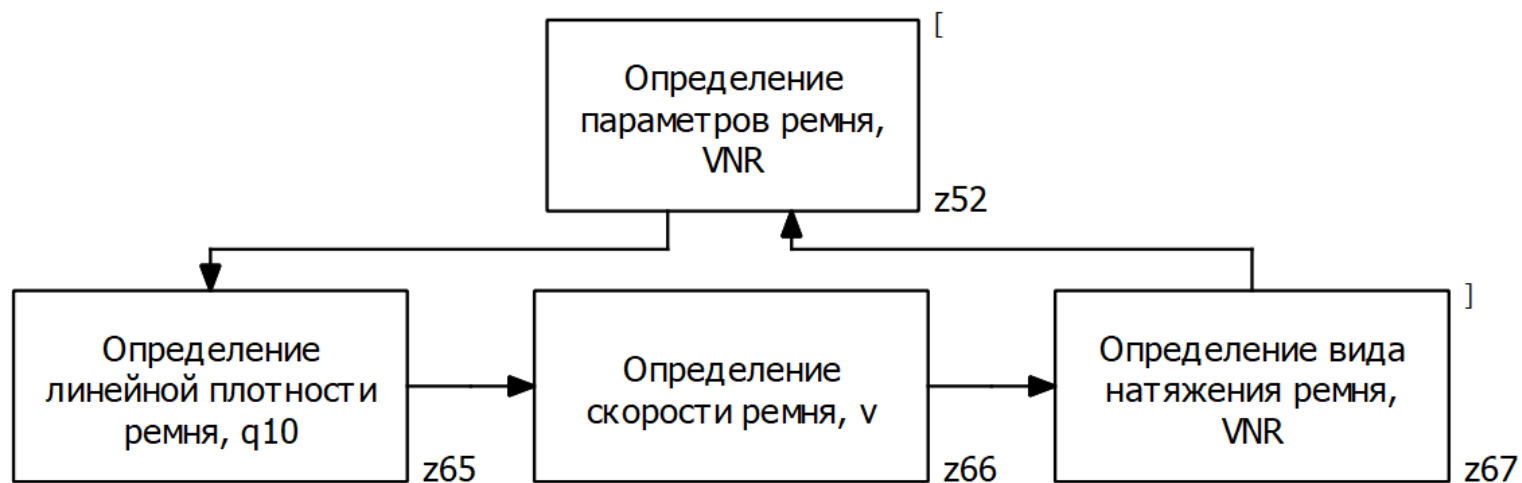 [
Определение
параметров ремня,
VNR
z52
Определение
линейной плотности
ремня, q10
z65
Определение
скорости ремня, v
z66
]
Определение вида
натяжения ремня,
VNR
z67